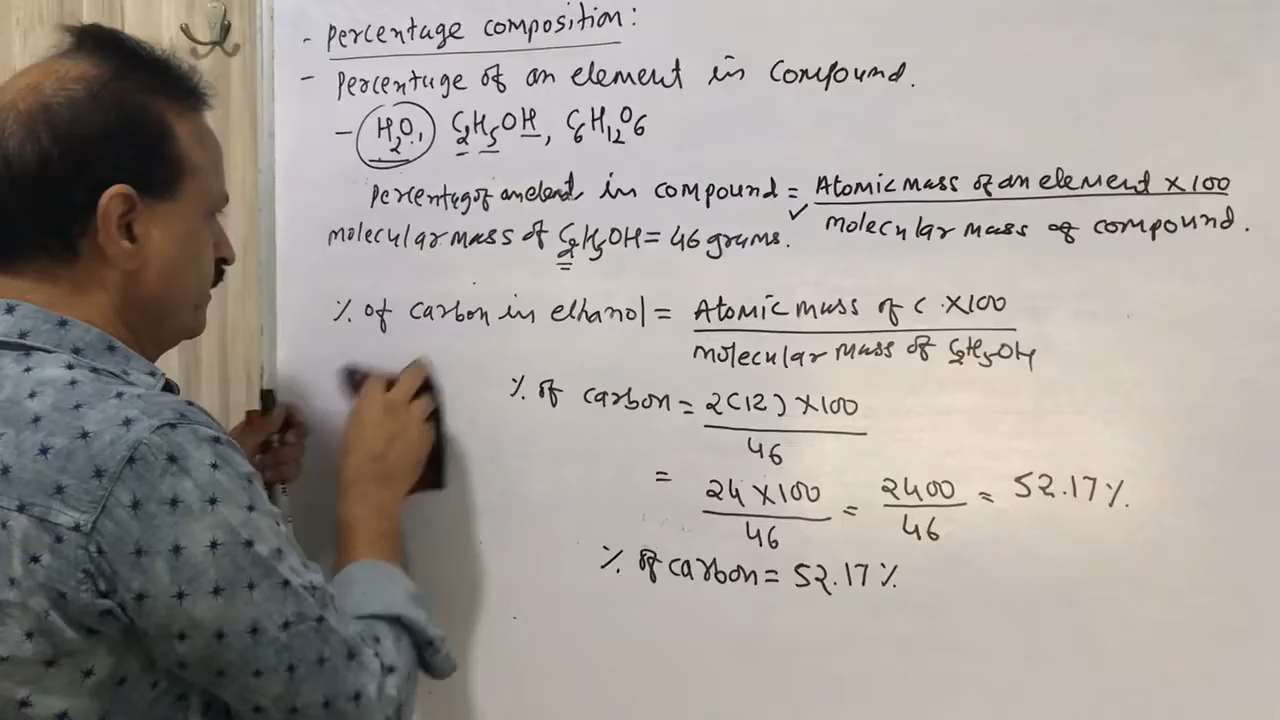 - Percentage composition:
- Percentage of an element in compound.
- H2O, C2H5OH, C6H12O6
Percentag of an elent in compound = Atomic mass of an element x 100
molecular mass of compound.
molecular mass of C2H5OH = 46 grams.
% of carbon in ethanol = Atomic mass of C x 100
molecular mass of C2H5OH
% of carbon = 2(12) x 100
46
= 24 x 100 = 2400 = 52.17%.
46 46
% of carbon = 52.17%